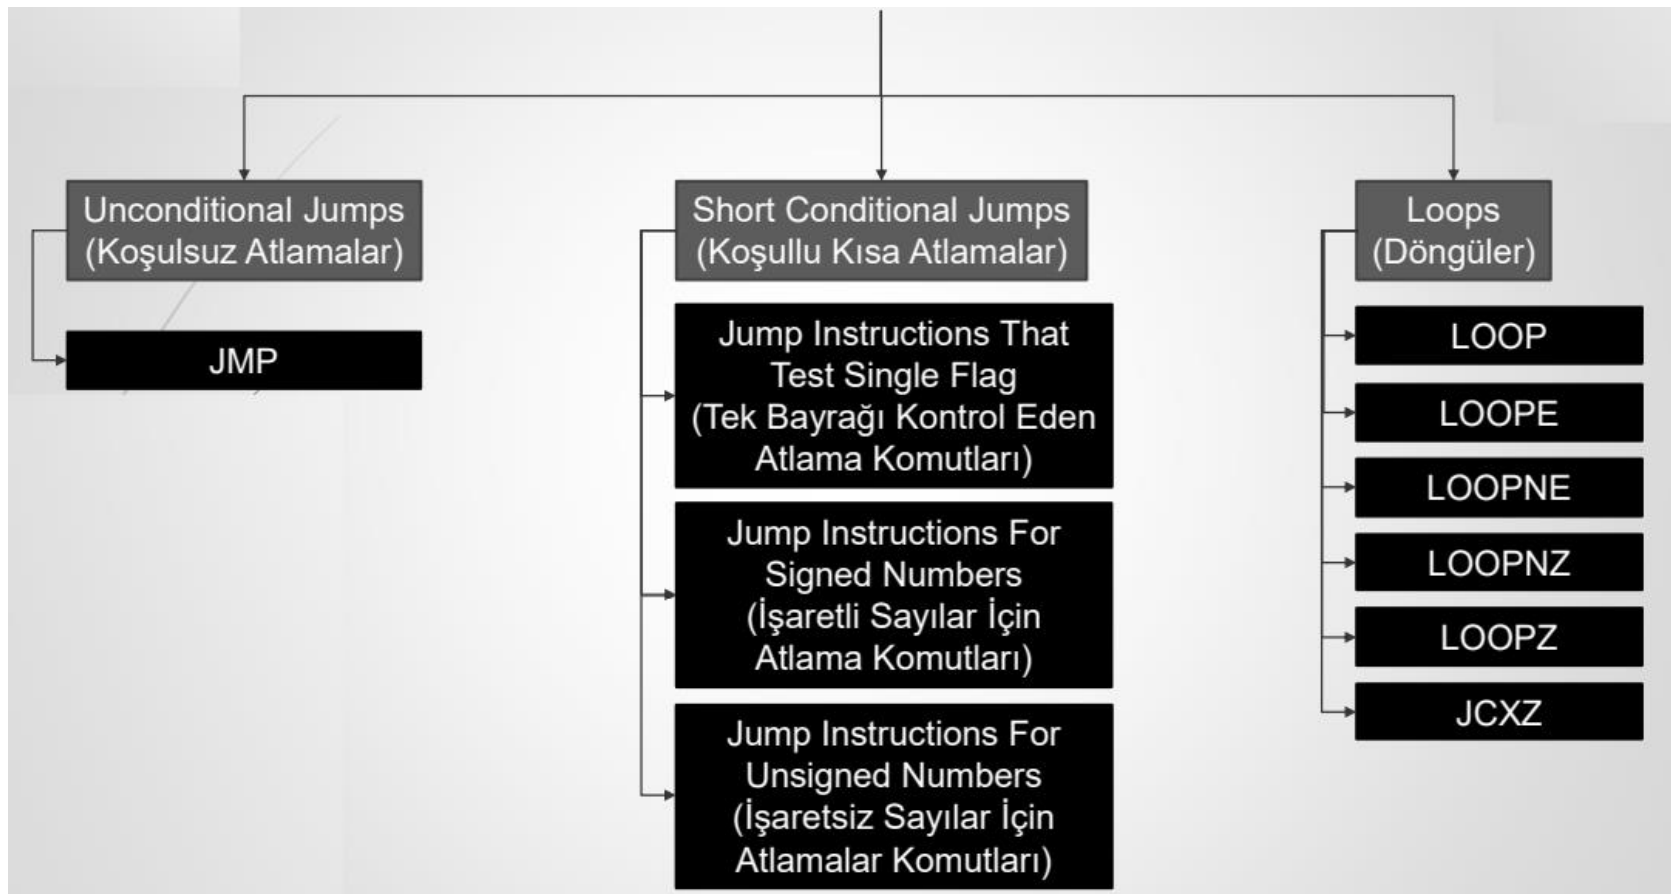 Unconditional Jumps
(Koşulsuz Atlamalar)
JMP
Short Conditional Jumps
(Koşullu Kısa Atlamalar)
Jump Instructions That
Test Single Flag
(Tek Bayrağı Kontrol Eden
Atlama Komutları)
Jump Instructions For
Signed Numbers
(İşaretli Sayılar İçin
Atlama Komutları)
Jump Instructions For
Unsigned Numbers
(İşaretsiz Sayılar İçin
Atlamalar Komutları)
Loops
(Döngüler)
LOOP
LOOPE
LOOPNE
LOOPNZ
LOOPZ
JCXZ